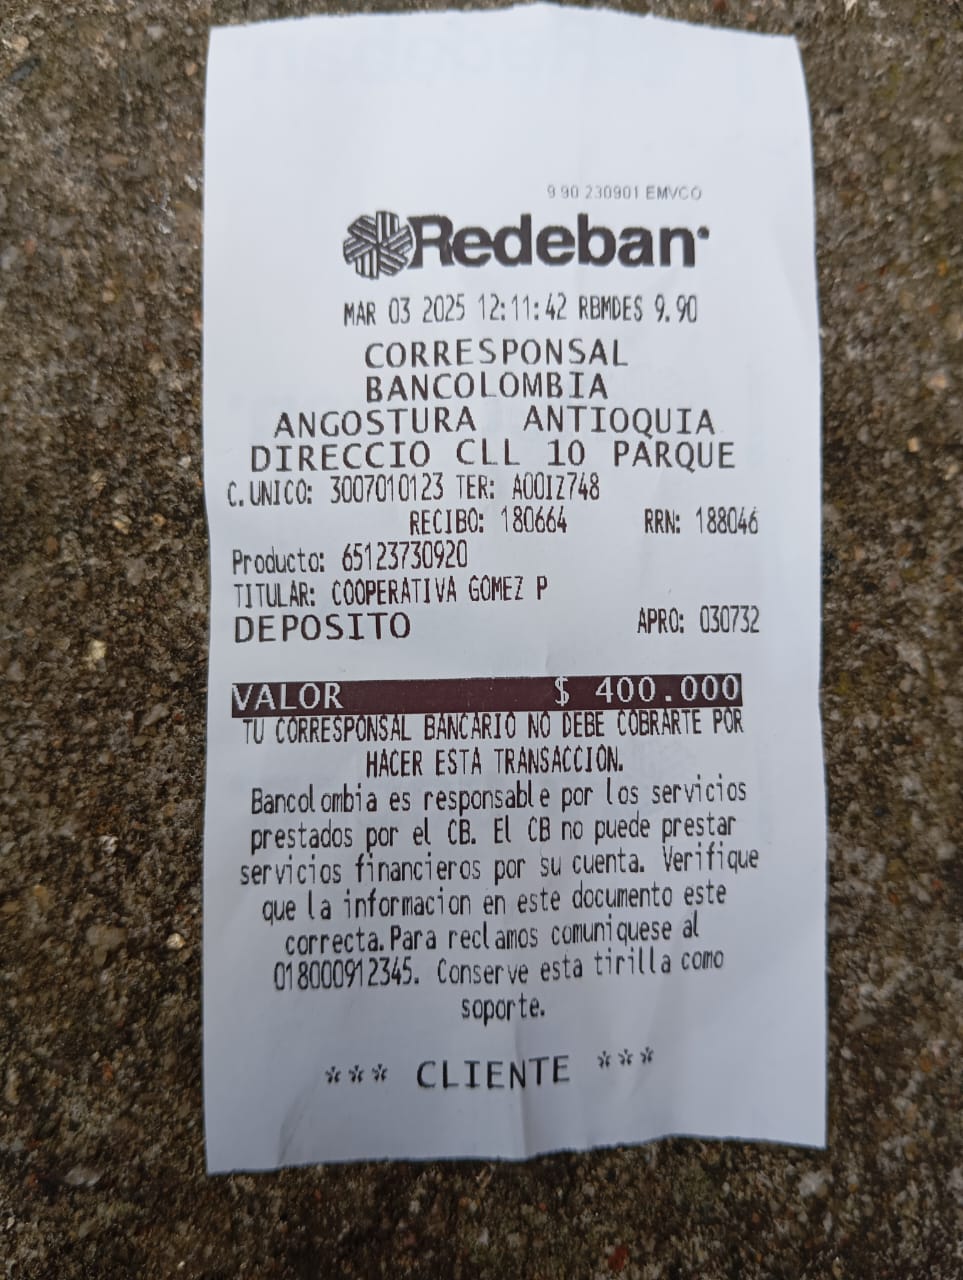 9 90 230901 EMVCO
Redeban
MAR 03 2025 12:11:42 RBMDES 9.90
CORRESPONSAL
BANCOLOMBIA
ANGOSTURA ANTIOQUIA
DIRECCIO CLL 10 PARQUE
C.UNICO: 3007010123 TER: A00IZ748
RECIBO: 180664 RRN: 188046
Producto: 65123730920
TITULAR: COOPERATIVA GOMEZ P
DEPOSITO APRO: 030732
VALOR $ 400.000
TU CORRESPONSAL BANCARIO NO DEBE COBRARTE POR
HACER ESTA TRANSACCION.
Bancolombia es responsable por los servicios
prestados por el CB. El CB no puede prestar
servicios financieros por su cuenta. Verifique
que la informacion en este documento este
correcta.Para reclamos comuniquese al
018000912345. Conserve esta tirilla como
soporte.
*** CLIENTE ***